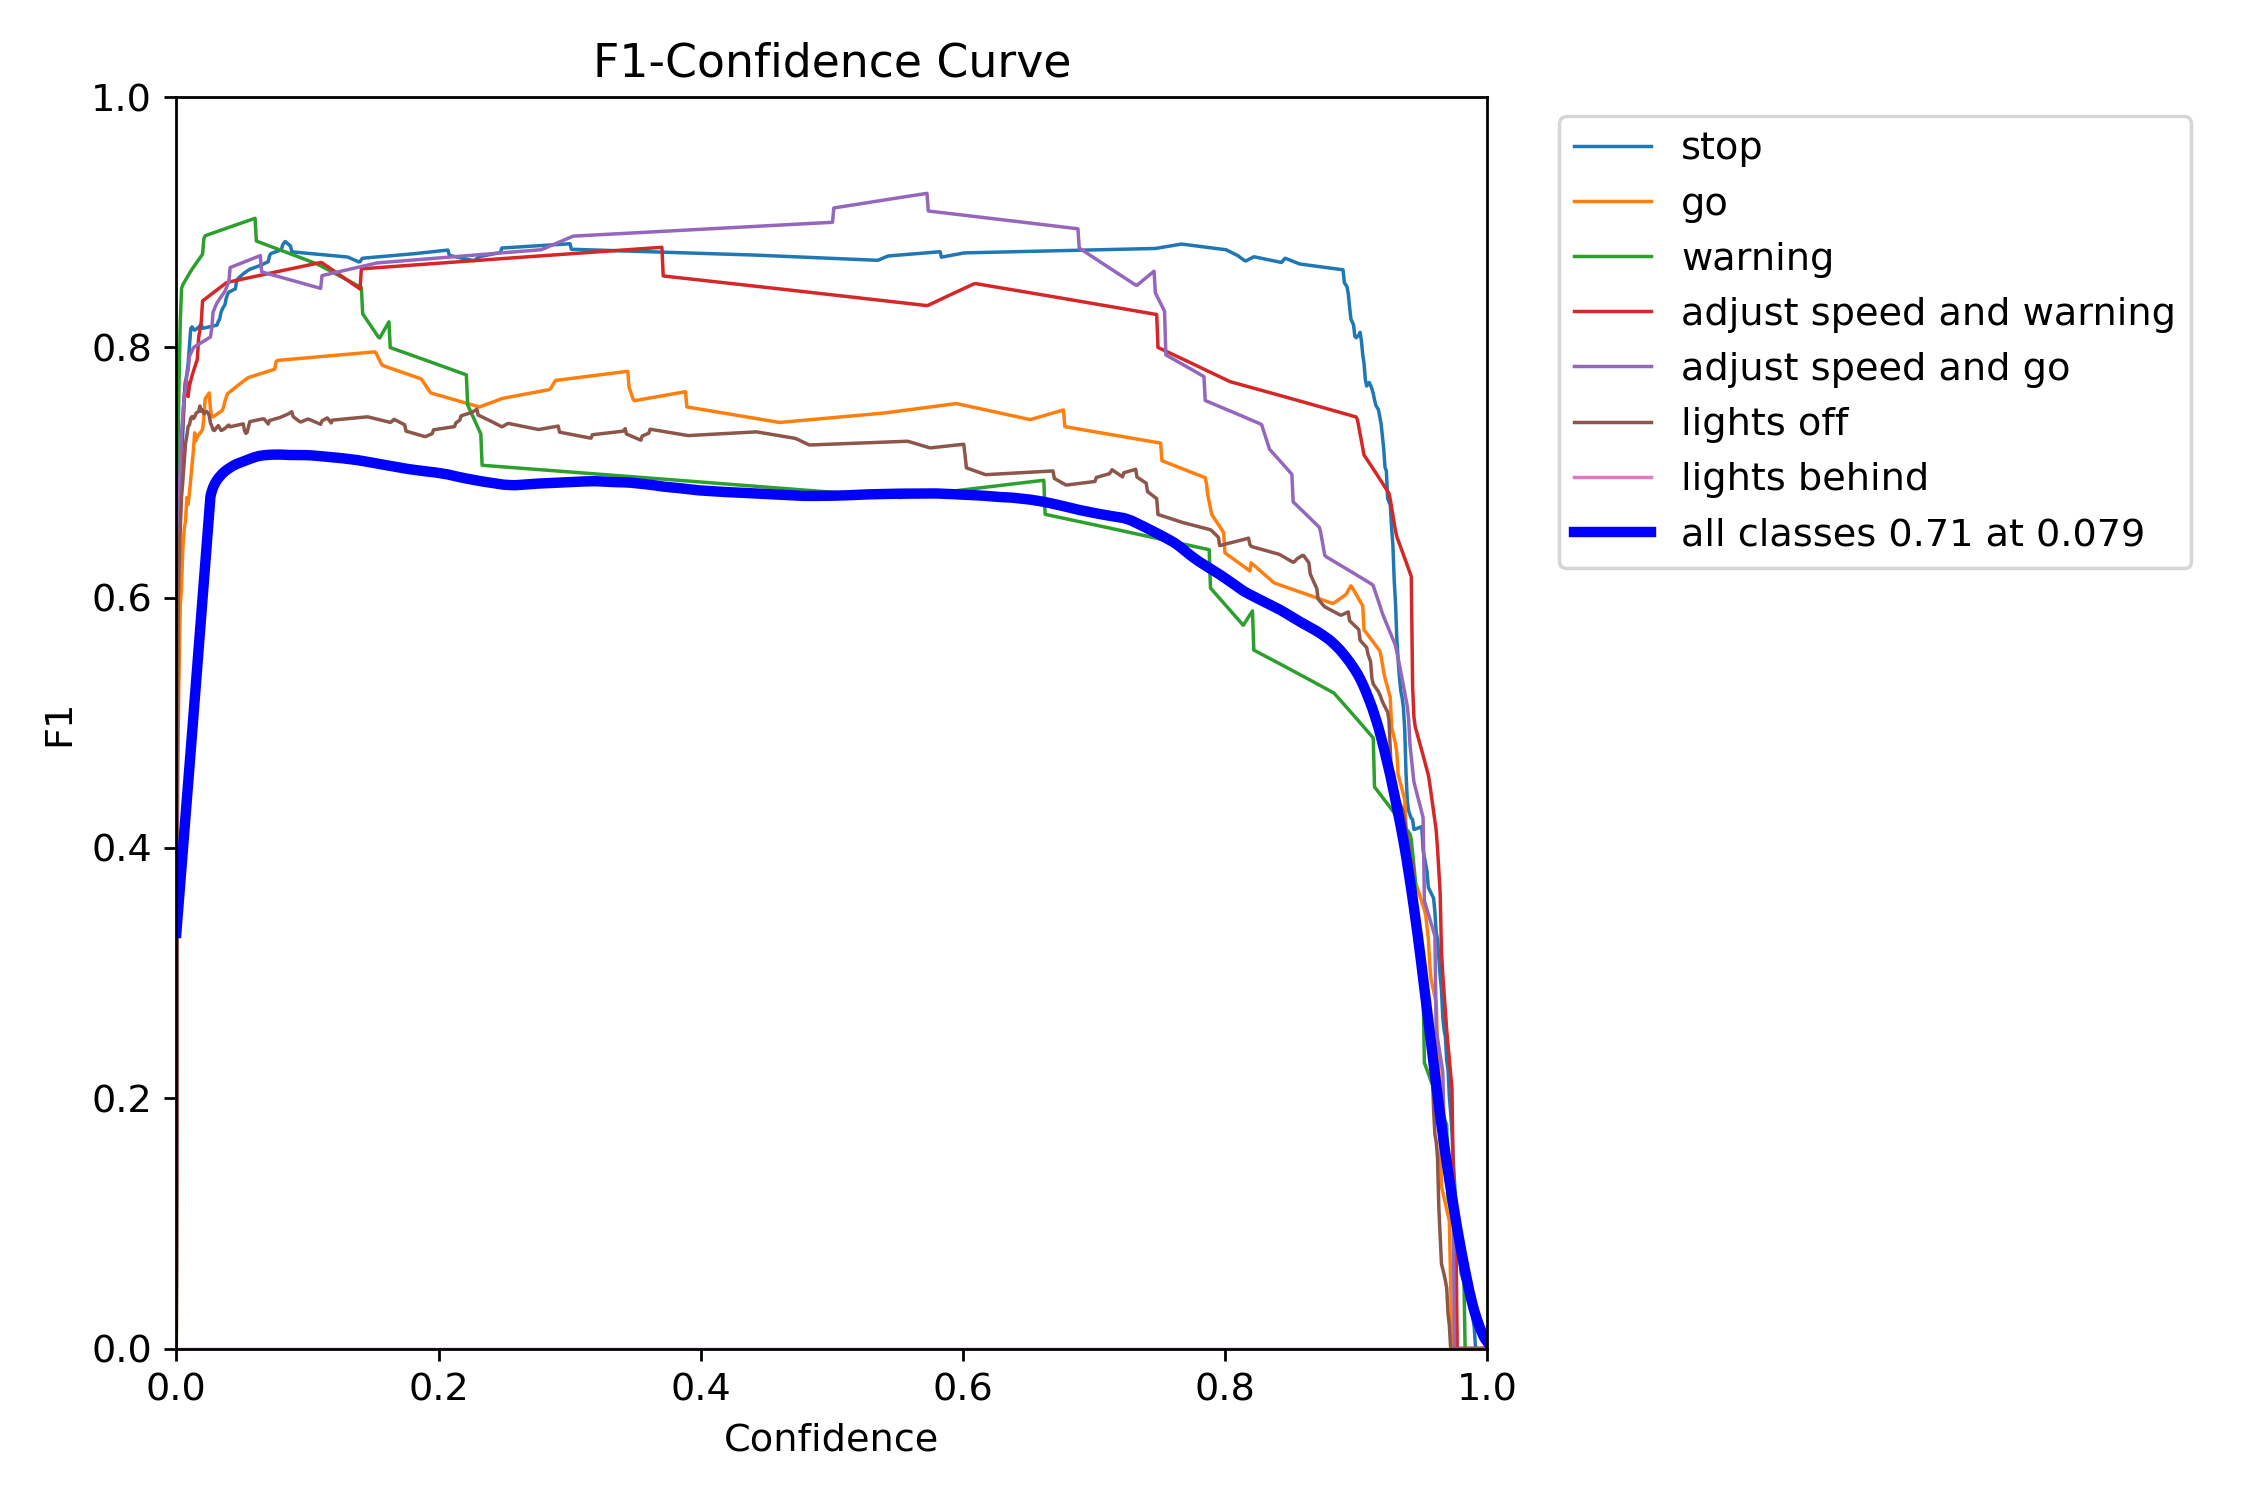 F1-Confidence Curve
1.0
0.8
0.6
0.4
0.2
0.0
F1
0.0
0.2
0.4
0.6
0.8
1.0
Confidence
stop
go
warning
adjust speed and warning
adjust speed and go
lights off
lights behind
all classes 0.71 at 0.079